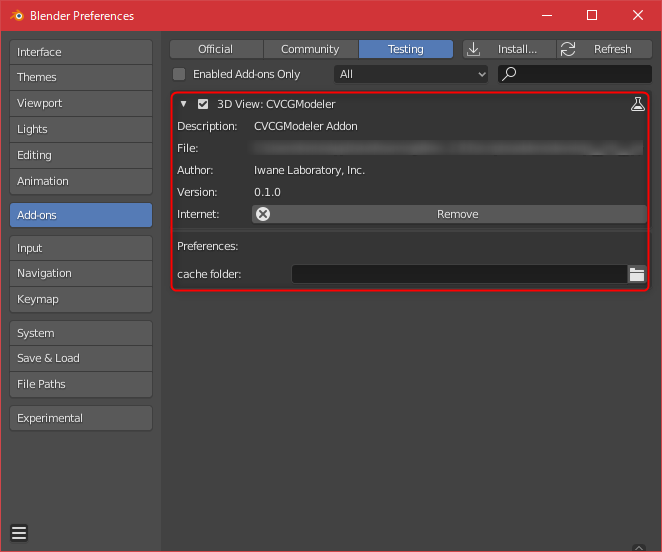 Blender Preferences
Interface
Themes
Viewport
Lights
Editing
Animation
Add-ons
Input
Navigation
Keymap
System
Save & Load
File Paths
Experimental
Official Community Testing Install... Refresh
Enabled Add-ons Only All
3D View: CVCGModeler
Description: CVCGModeler Addon
File:
Author: Iwane Laboratory, Inc.
Version: 0.1.0
Internet: Remove
Preferences:
cache folder: